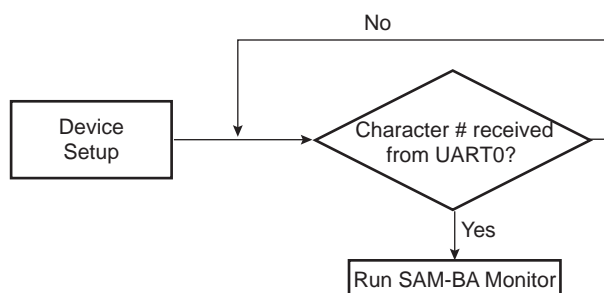 No
Device
Setup
Character # received
from UART0?
Yes
Run SAM-BA Monitor